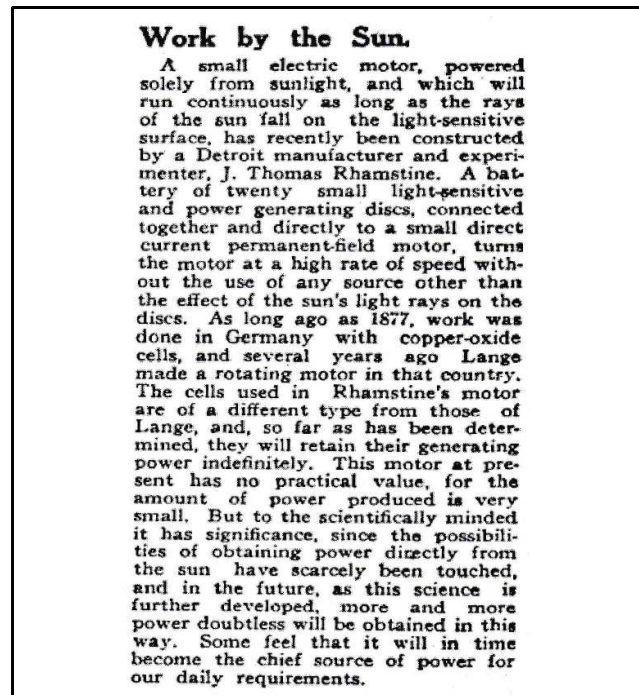 Work by the Sun.
A small electric motor, powered
solely from sunlight, and which will
run continuously as long as the rays
of the sun fall on the light-sensitive
surface, has recently been constructed
by a Detroit manufacturer and experi-
menter, J. Thomas Rhamstine. A bat-
tery of twenty small light-sensitive
and power generating discs, connected
together and directly to a small direct
current permanent-field motor, turns
the motor at a high rate of speed with-
out the use of any source other than
the effect of the sun's light rays on the
discs. As long ago as 1877, work was
done in Germany with copper-oxide
cells, and several years ago Lange
made a rotating motor in that country.
The cells used in Rhamstine's motor
are of a different type from those of
Lange, and, so far as has been deter-
mined, they will retain their generating
power indefinitely. This motor at pre-
sent has no practical value, for the
amount of power produced is very
small. But to the scientifically minded
it has significance, since the possibili-
ties of obtaining power directly from
the sun have scarcely been touched,
and in the future, as this science is
further developed, more and more
power doubtless will be obtained in this
way. Some feel that it will in time
become the chief source of power for
our daily requirements.